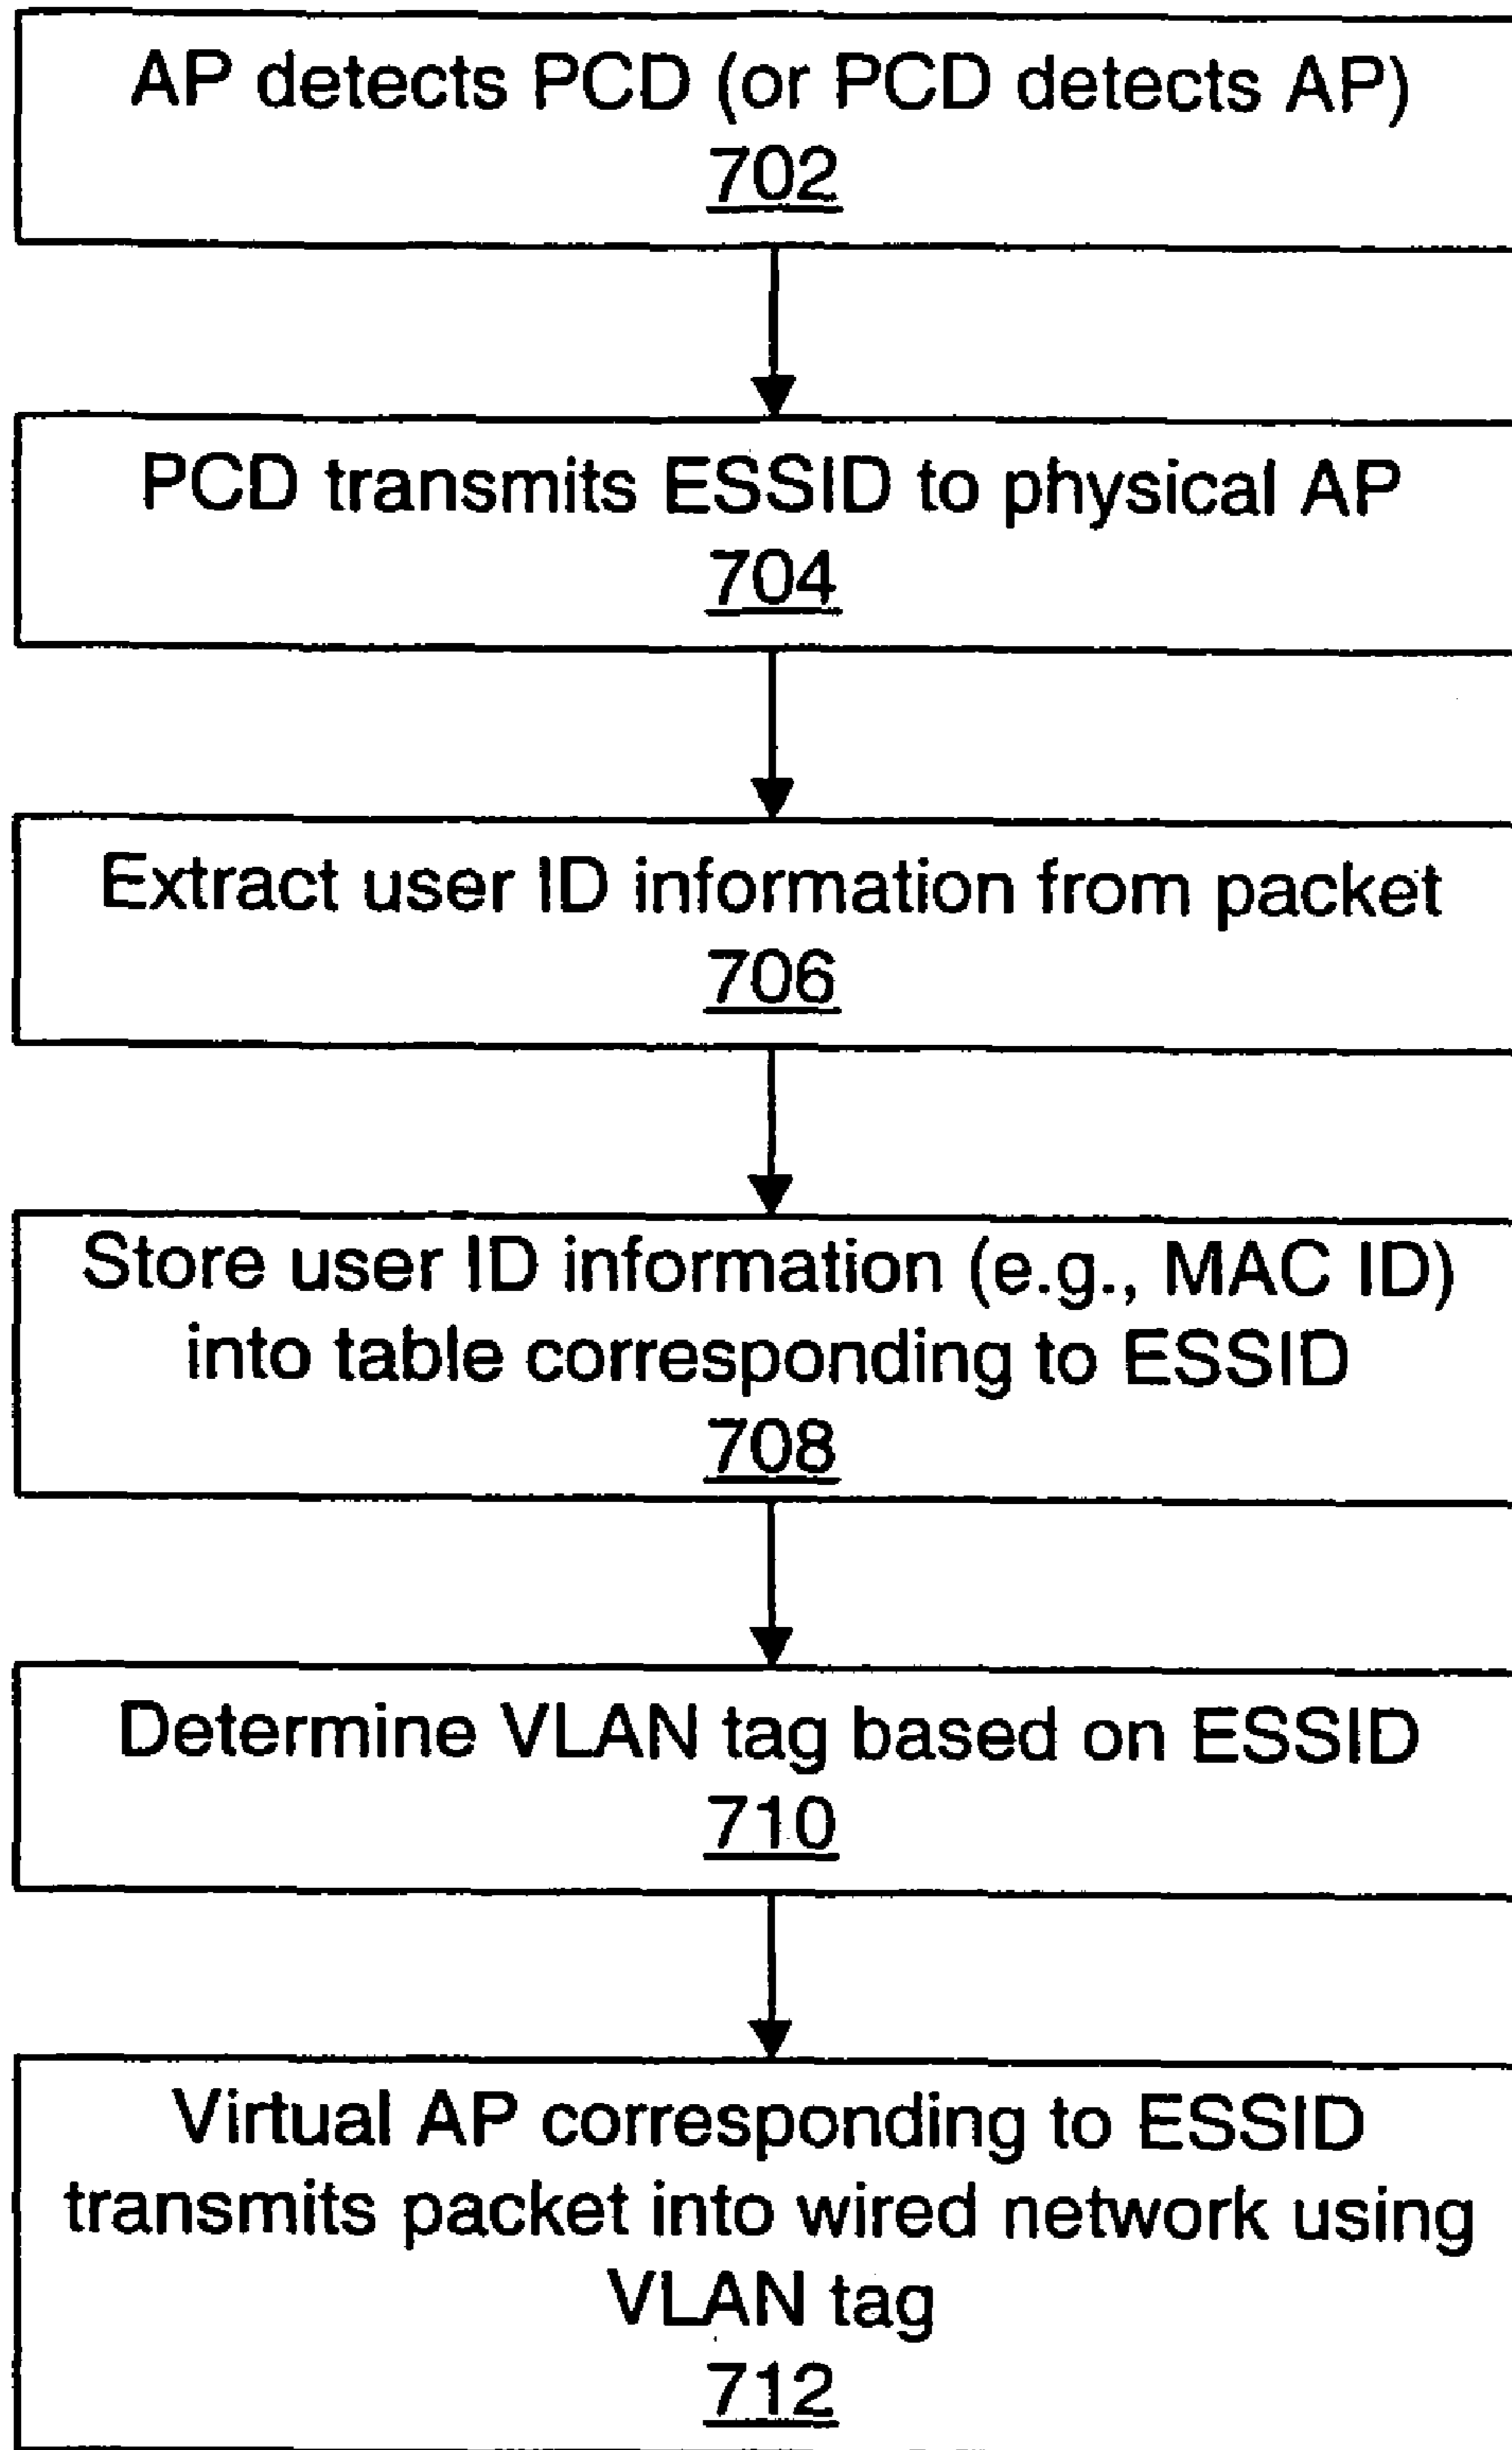 AP detects PCD (or PCD detects AP)
702
PCD transmits ESSID to physical AP
704
Extract user ID information from packet
706
Store user ID information (e.g., MAC ID)
into table corresponding to ESSID
708
Determine VLAN tag based on ESSID
710
Virtual AP corresponding to ESSID
transmits packet into wired network using
VLAN tag
712